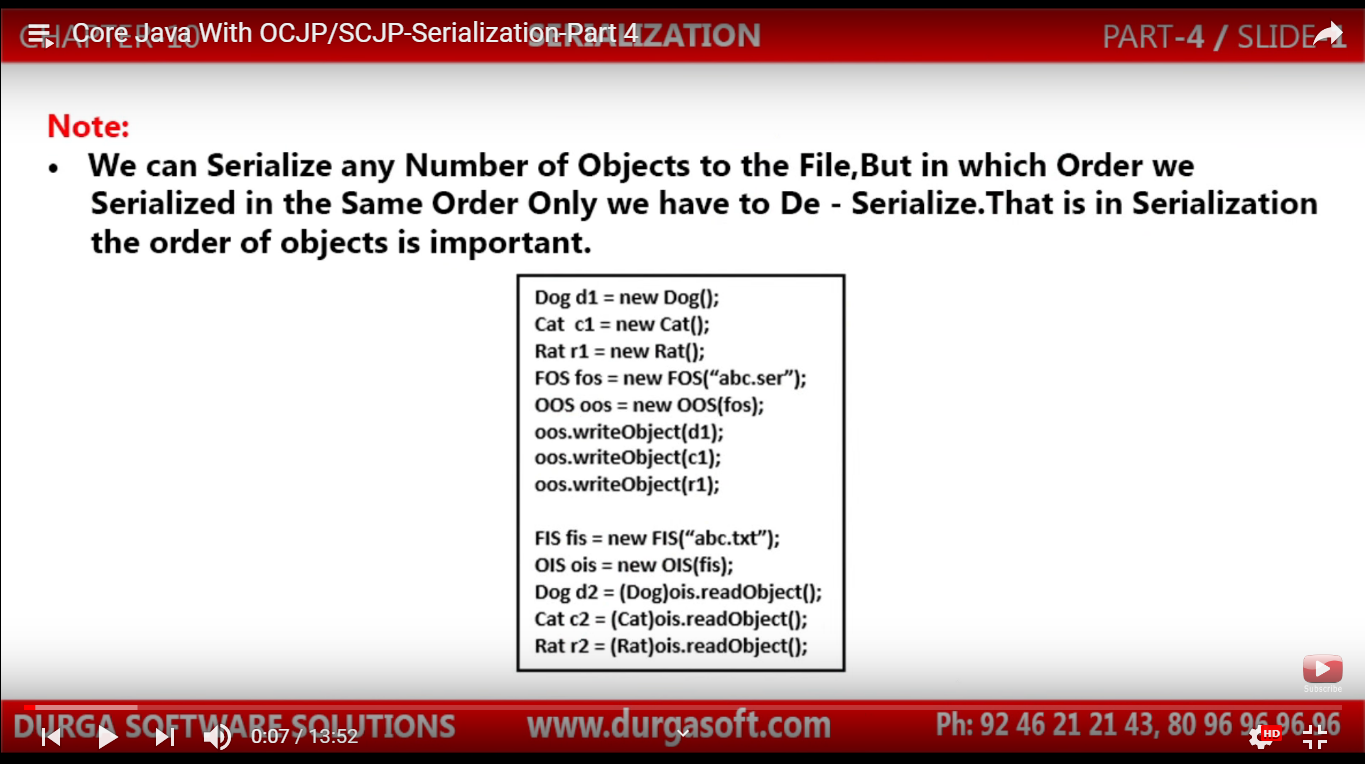 CHAPTER-10
Core Java With OCJP/SCJP-Serialization-Part 4
SERIALIZATION
PART-4 / SLIDE-1
Note:
• We can Serialize any Number of Objects to the File,But in which Order we
Serialized in the Same Order Only we have to De - Serialize.That is in Serialization
the order of objects is important.
Dog d1 = new Dog();
Cat c1 = new Cat();
Rat r1 = new Rat();
FOS fos = new FOS(“abc.ser”);
OOS oos = new OOS(fos);
oos.writeObject(d1);
oos.writeObject(c1);
oos.writeObject(r1);
FIS fis = new FIS(“abc.txt”);
OIS ois = new OIS(fis);
Dog d2 = (Dog)ois.readObject();
Cat c2 = (Cat)ois.readObject();
Rat r2 = (Rat)ois.readObject();
Subscribe
DURGA SOFTWARE SOLUTIONS
www.durgasoft.com
Ph: 92 46 21 21 43, 80 96 96 96 96
0:07 / 13:52
HD